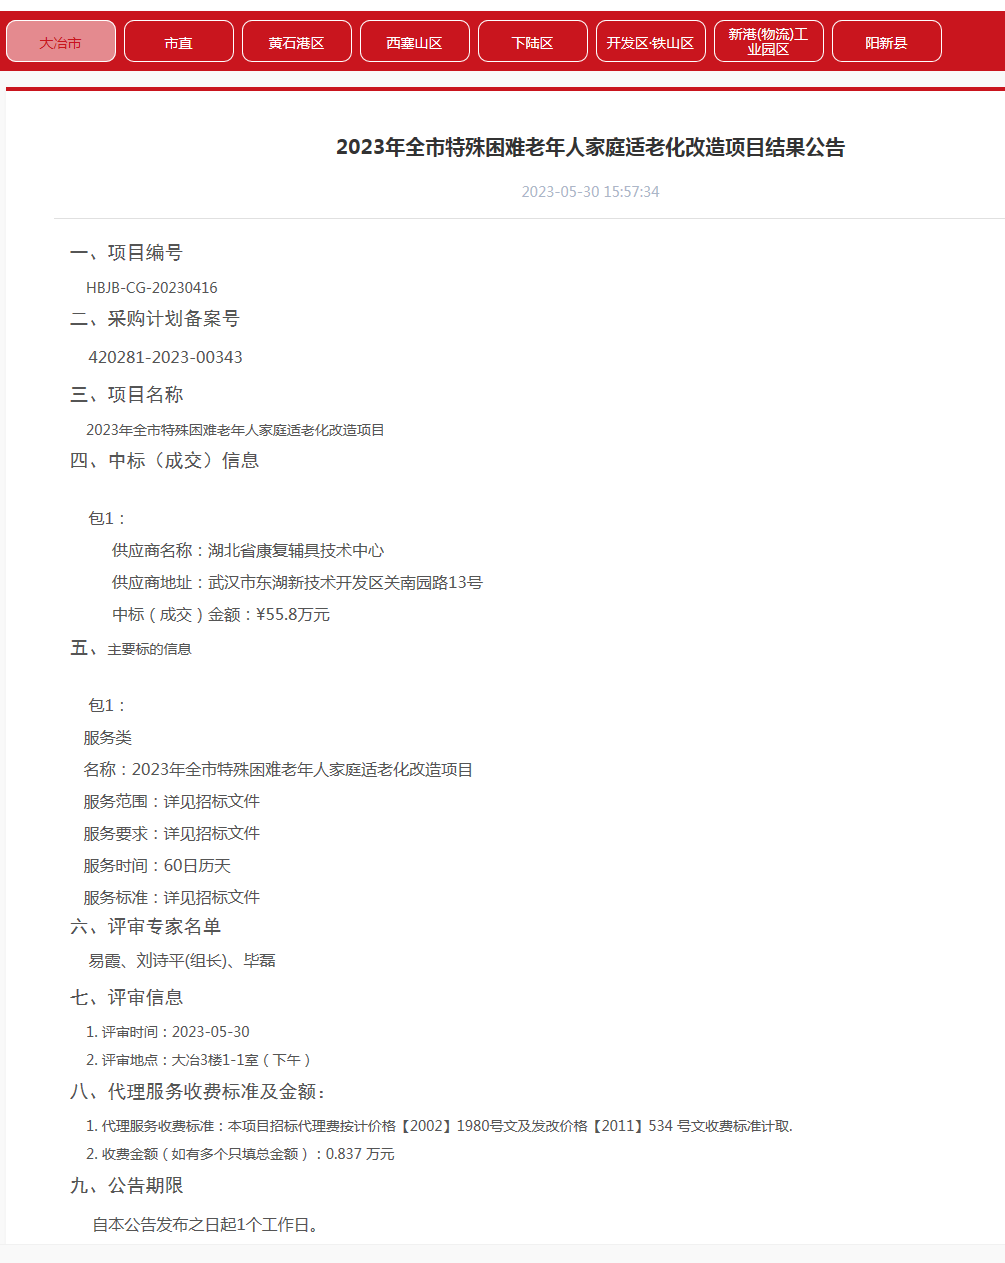 大冶市
市直
黄石港区
西塞山区
下陆区
开发区·铁山区
新港(物流)工
业园区
阳新县
2023年全市特殊困难老年人家庭适老化改造项目结果公告
2023-05-30 15:57:34
一、项目编号
HBJB-CG-20230416
二、采购计划备案号
420281-2023-00343
三、项目名称
2023年全市特殊困难老年人家庭适老化改造项目
四、中标（成交）信息
包1：
供应商名称：湖北省康复辅具技术中心
供应商地址：武汉市东湖新技术开发区关南园路13号
中标（成交）金额：¥55.8万元
五、主要标的信息
包1：
服务类
名称：2023年全市特殊困难老年人家庭适老化改造项目
服务范围：详见招标文件
服务要求：详见招标文件
服务时间：60日历天
服务标准：详见招标文件
六、评审专家名单
易霞、刘诗平(组长)、毕磊
七、评审信息
1. 评审时间：2023-05-30
2. 评审地点：大冶3楼1-1室（下午）
八、代理服务收费标准及金额：
1. 代理服务收费标准：本项目招标代理费按计价格【2002】1980号文及发改价格【2011】534 号文收费标准计取.
2. 收费金额（如有多个只填总金额）：0.837 万元
九、公告期限
自本公告发布之日起1个工作日。